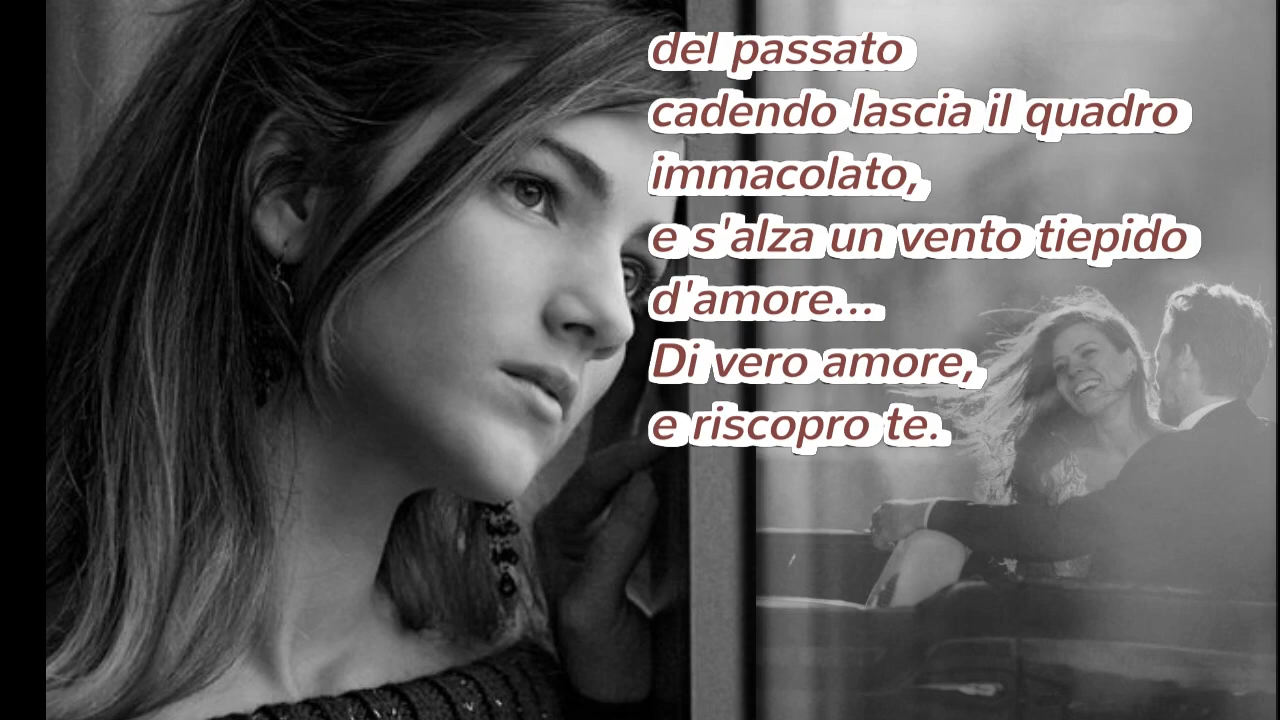 del passato
cadendo lascia il quadro
immacolato,
e s'alza un vento tiepido
d'amore...
Di vero amore,
e riscopro te.